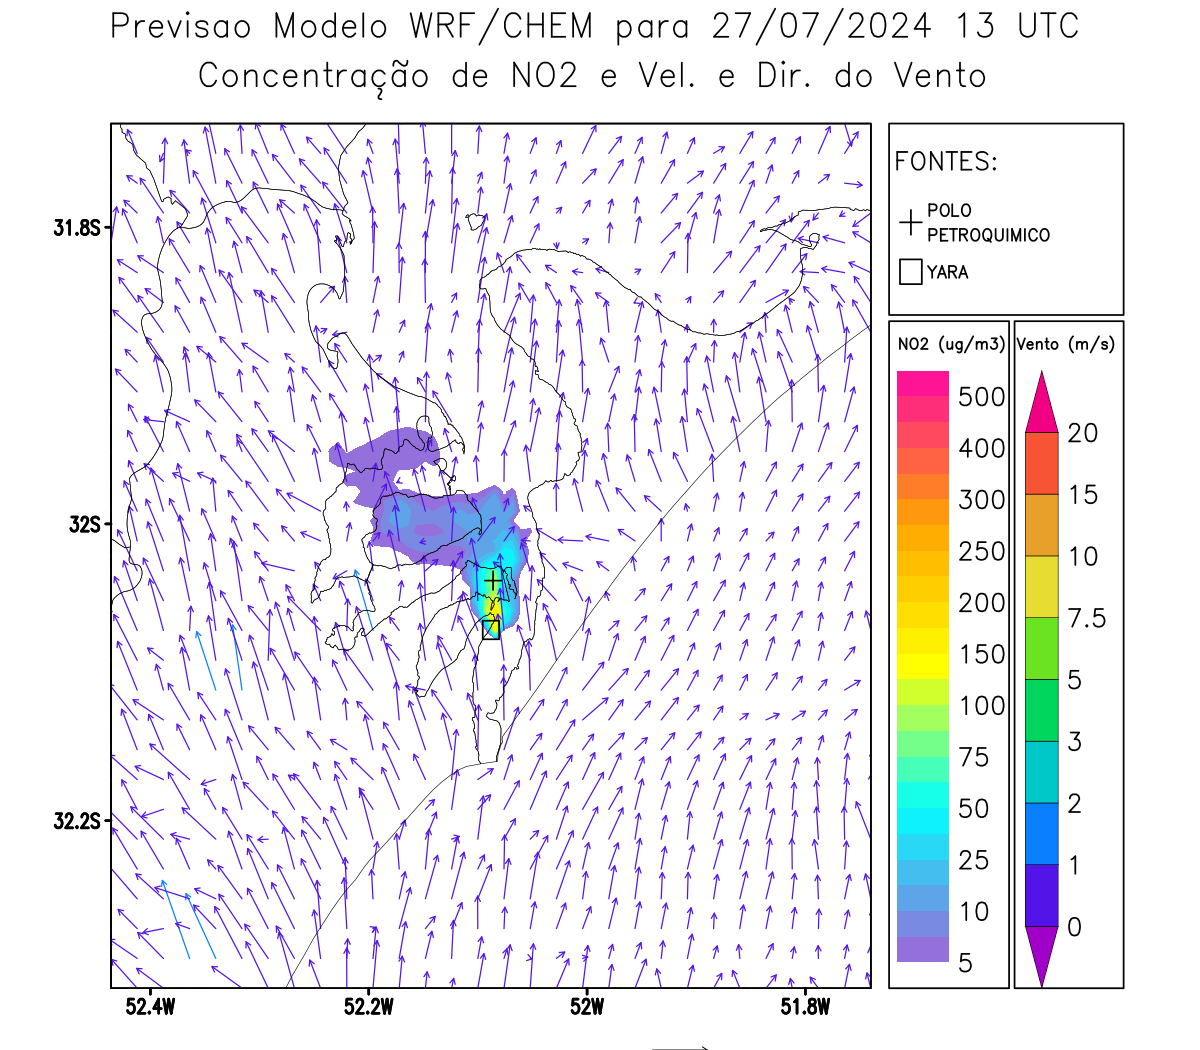 Previsao Modelo WRF/CHEM para 27/07/2024 13 UTC
Concentração de NO2 e Vel. e Dir. do Vento
FONTES:
POLO
PETROQUIMICO
YARA
NO2 (ug/m3)
500
400
300
250
200
150
100
75
50
25
10
5
Vento (m/s)
20
15
10
7.5
5
3
2
1
0
31.8S
32S
32.2S
52.4W
52.2W
52W
51.8W